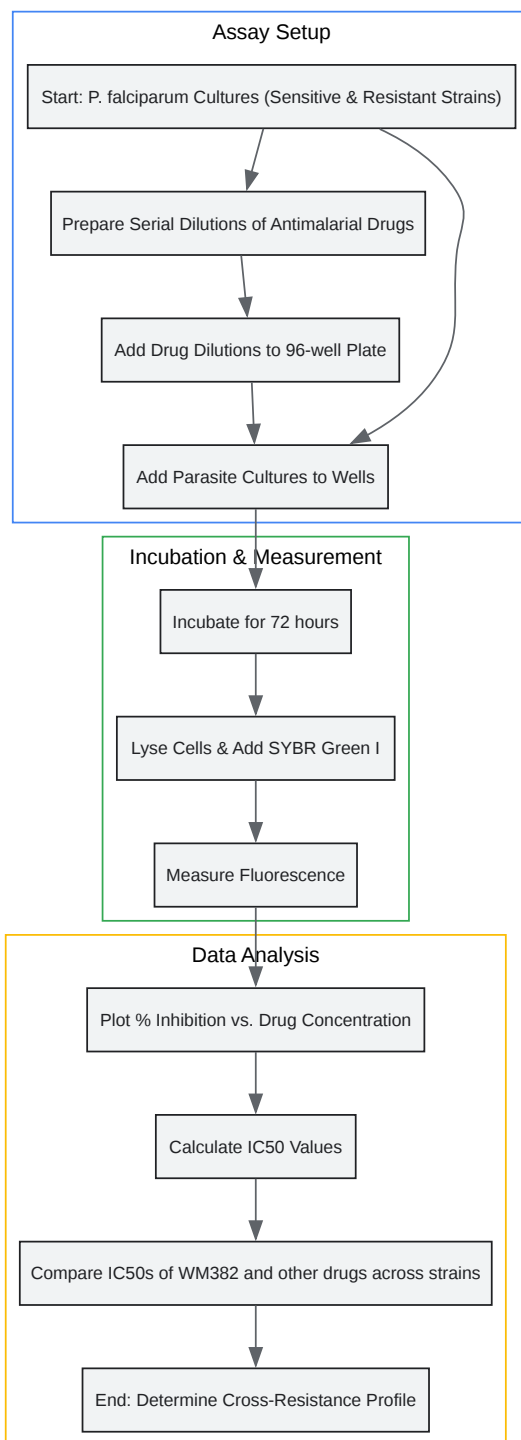 Assay Setup
Start: P. falciparum Cultures (Sensitive & Resistant Strains)
Prepare Serial Dilutions of Antimalarial Drugs
Add Drug Dilutions to 96-well Plate
Add Parasite Cultures to Wells
Incubation & Measurement
Incubate for 72 hours
Lyse Cells & Add SYBR Green I
Measure Fluorescence
Data Analysis
Plot % Inhibition vs. Drug Concentration
Calculate IC50 Values
Compare IC50s of WM382 and other drugs across strains
End: Determine Cross-Resistance Profile